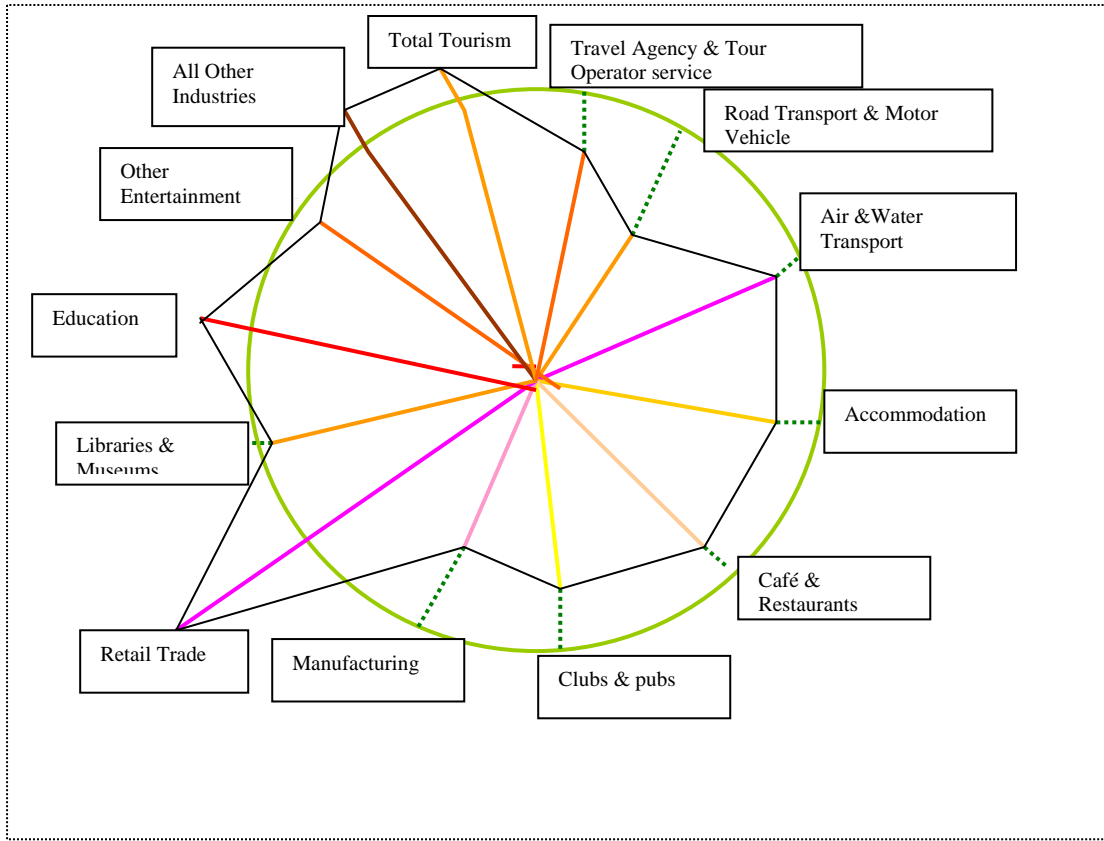 Total Tourism
Travel Agency & Tour
Operator service
All Other
Industries
Road Transport & Motor
Vehicle
Other
Entertainment
Air &Water
Transport
Education
Accommodation
Libraries &
Museums
Café &
Restaurants
Retail Trade
Manufacturing
Clubs & pubs